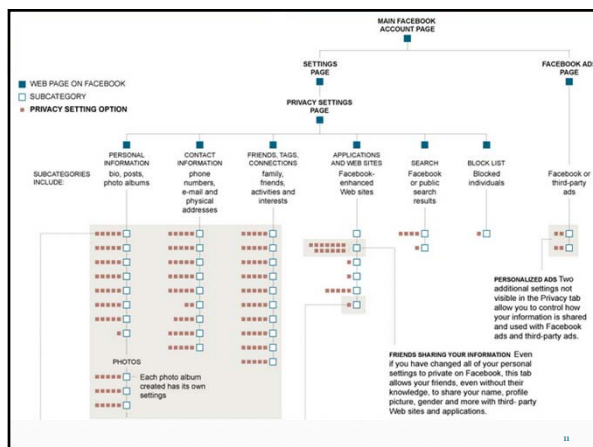 MAIN FACEBOOK
ACCOUNT PAGE
SETTINGS
PAGE
FACEBOOK ADS
PAGE
WEB PAGE ON FACEBOOK
SUBCATEGORY
PRIVACY SETTING OPTION
PRIVACY SETTINGS
PAGE
SUBCATEGORIES
INCLUDE:
PERSONAL
INFORMATION
bio, posts,
photo albums
CONTACT
INFORMATION
phone
numbers,
e-mail and
physical
addresses
FRIENDS, TAGS,
CONNECTIONS
family,
friends,
activities and
interests
APPLICATIONS
AND WEB SITES
Facebook-
enhanced
Web sites
SEARCH
Facebook
or public
search
results
BLOCK LIST
Blocked
individuals
Facebook or
third-party
ads
PERSONALIZED ADS Two
additional settings not
visible in the Privacy tab
allow you to control how
your information is shared
and used with Facebook
ads and third-party ads.
PHOTOS
Each photo album
created has its own
settings
FRIENDS SHARING YOUR INFORMATION Even
if you have changed all of your personal
settings to private on Facebook, this tab
allows your friends, even without their
knowledge, to share your name, profile
picture, gender and more with third- party
Web sites and applications.
11